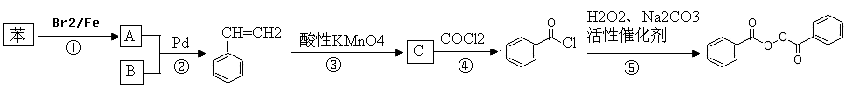 苯 Br2/Fe ① A B Pd ② CH=CH2 酸性KMnO4 ③ C COCl2 ④ O Cl H2O2、Na2CO3 活性催化剂 ⑤ O O C O